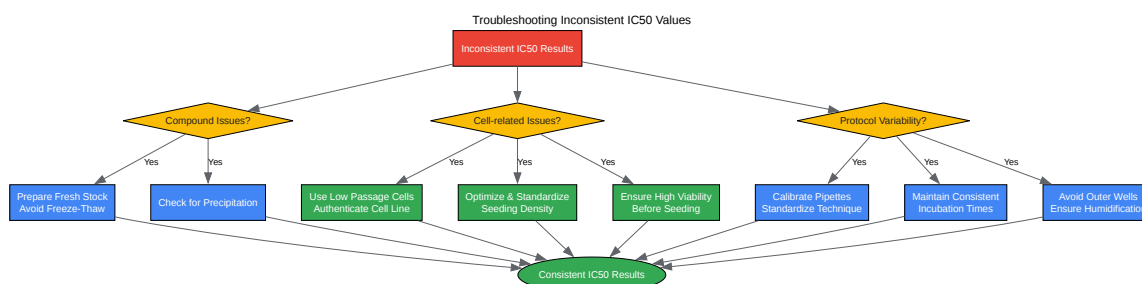 Troubleshooting Inconsistent IC50 Values
Inconsistent IC50 Results
Compound Issues?
Cell-related Issues?
Protocol Variability?
Yes
Yes
Yes
Yes
Yes
Yes
Yes
Yes
Prepare Fresh Stock
Avoid Freeze-Thaw
Check for Precipitation
Use Low Passage Cells
Authenticate Cell Line
Optimize & Standardize
Seeding Density
Ensure High Viability
Before Seeding
Calibrate Pipettes
Standardize Technique
Maintain Consistent
Incubation Times
Avoid Outer Wells
Ensure Humidification
Consistent IC50 Results